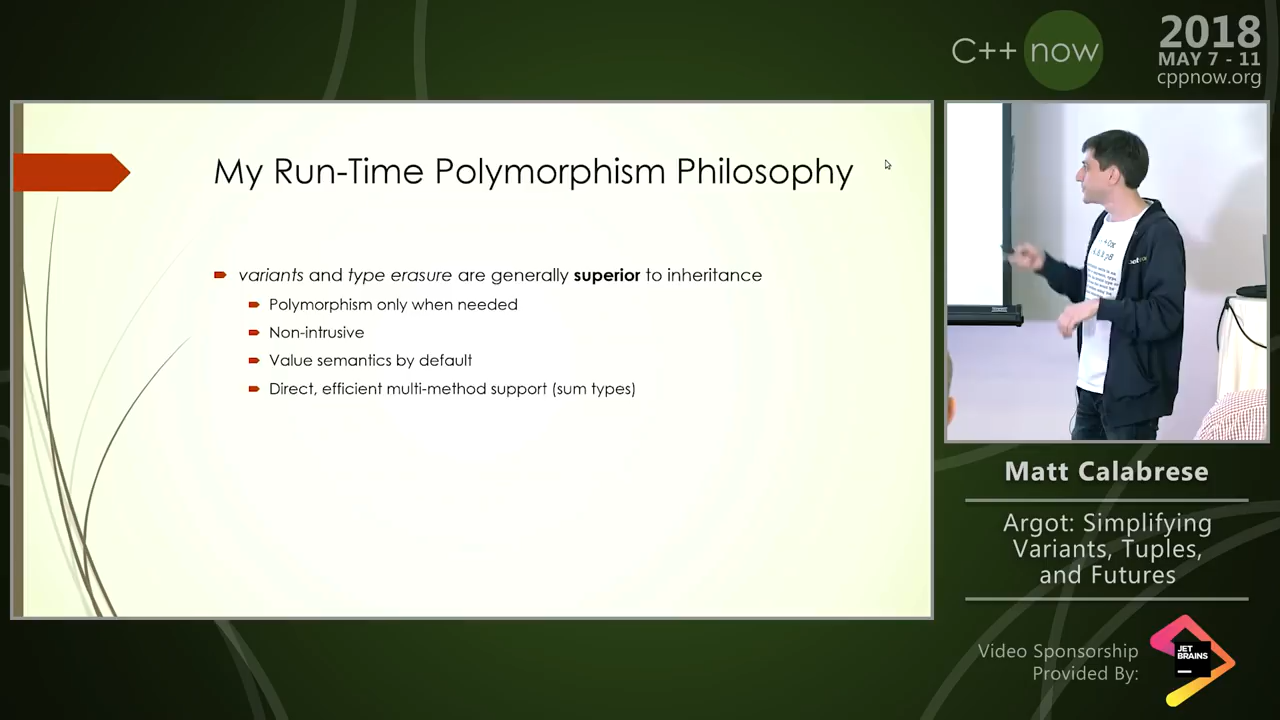 C++ now
2018
MAY 7 - 11
cppnow.org
My Run-Time Polymorphism Philosophy
variants and type erasure are generally superior to inheritance
Polymorphism only when needed
Non-intrusive
Value semantics by default
Direct, efficient multi-method support (sum types)
Matt Calabrese
Argot: Simplifying
Variants, Tuples,
and Futures
Video Sponsorship
Provided By:
JET
BRAINS